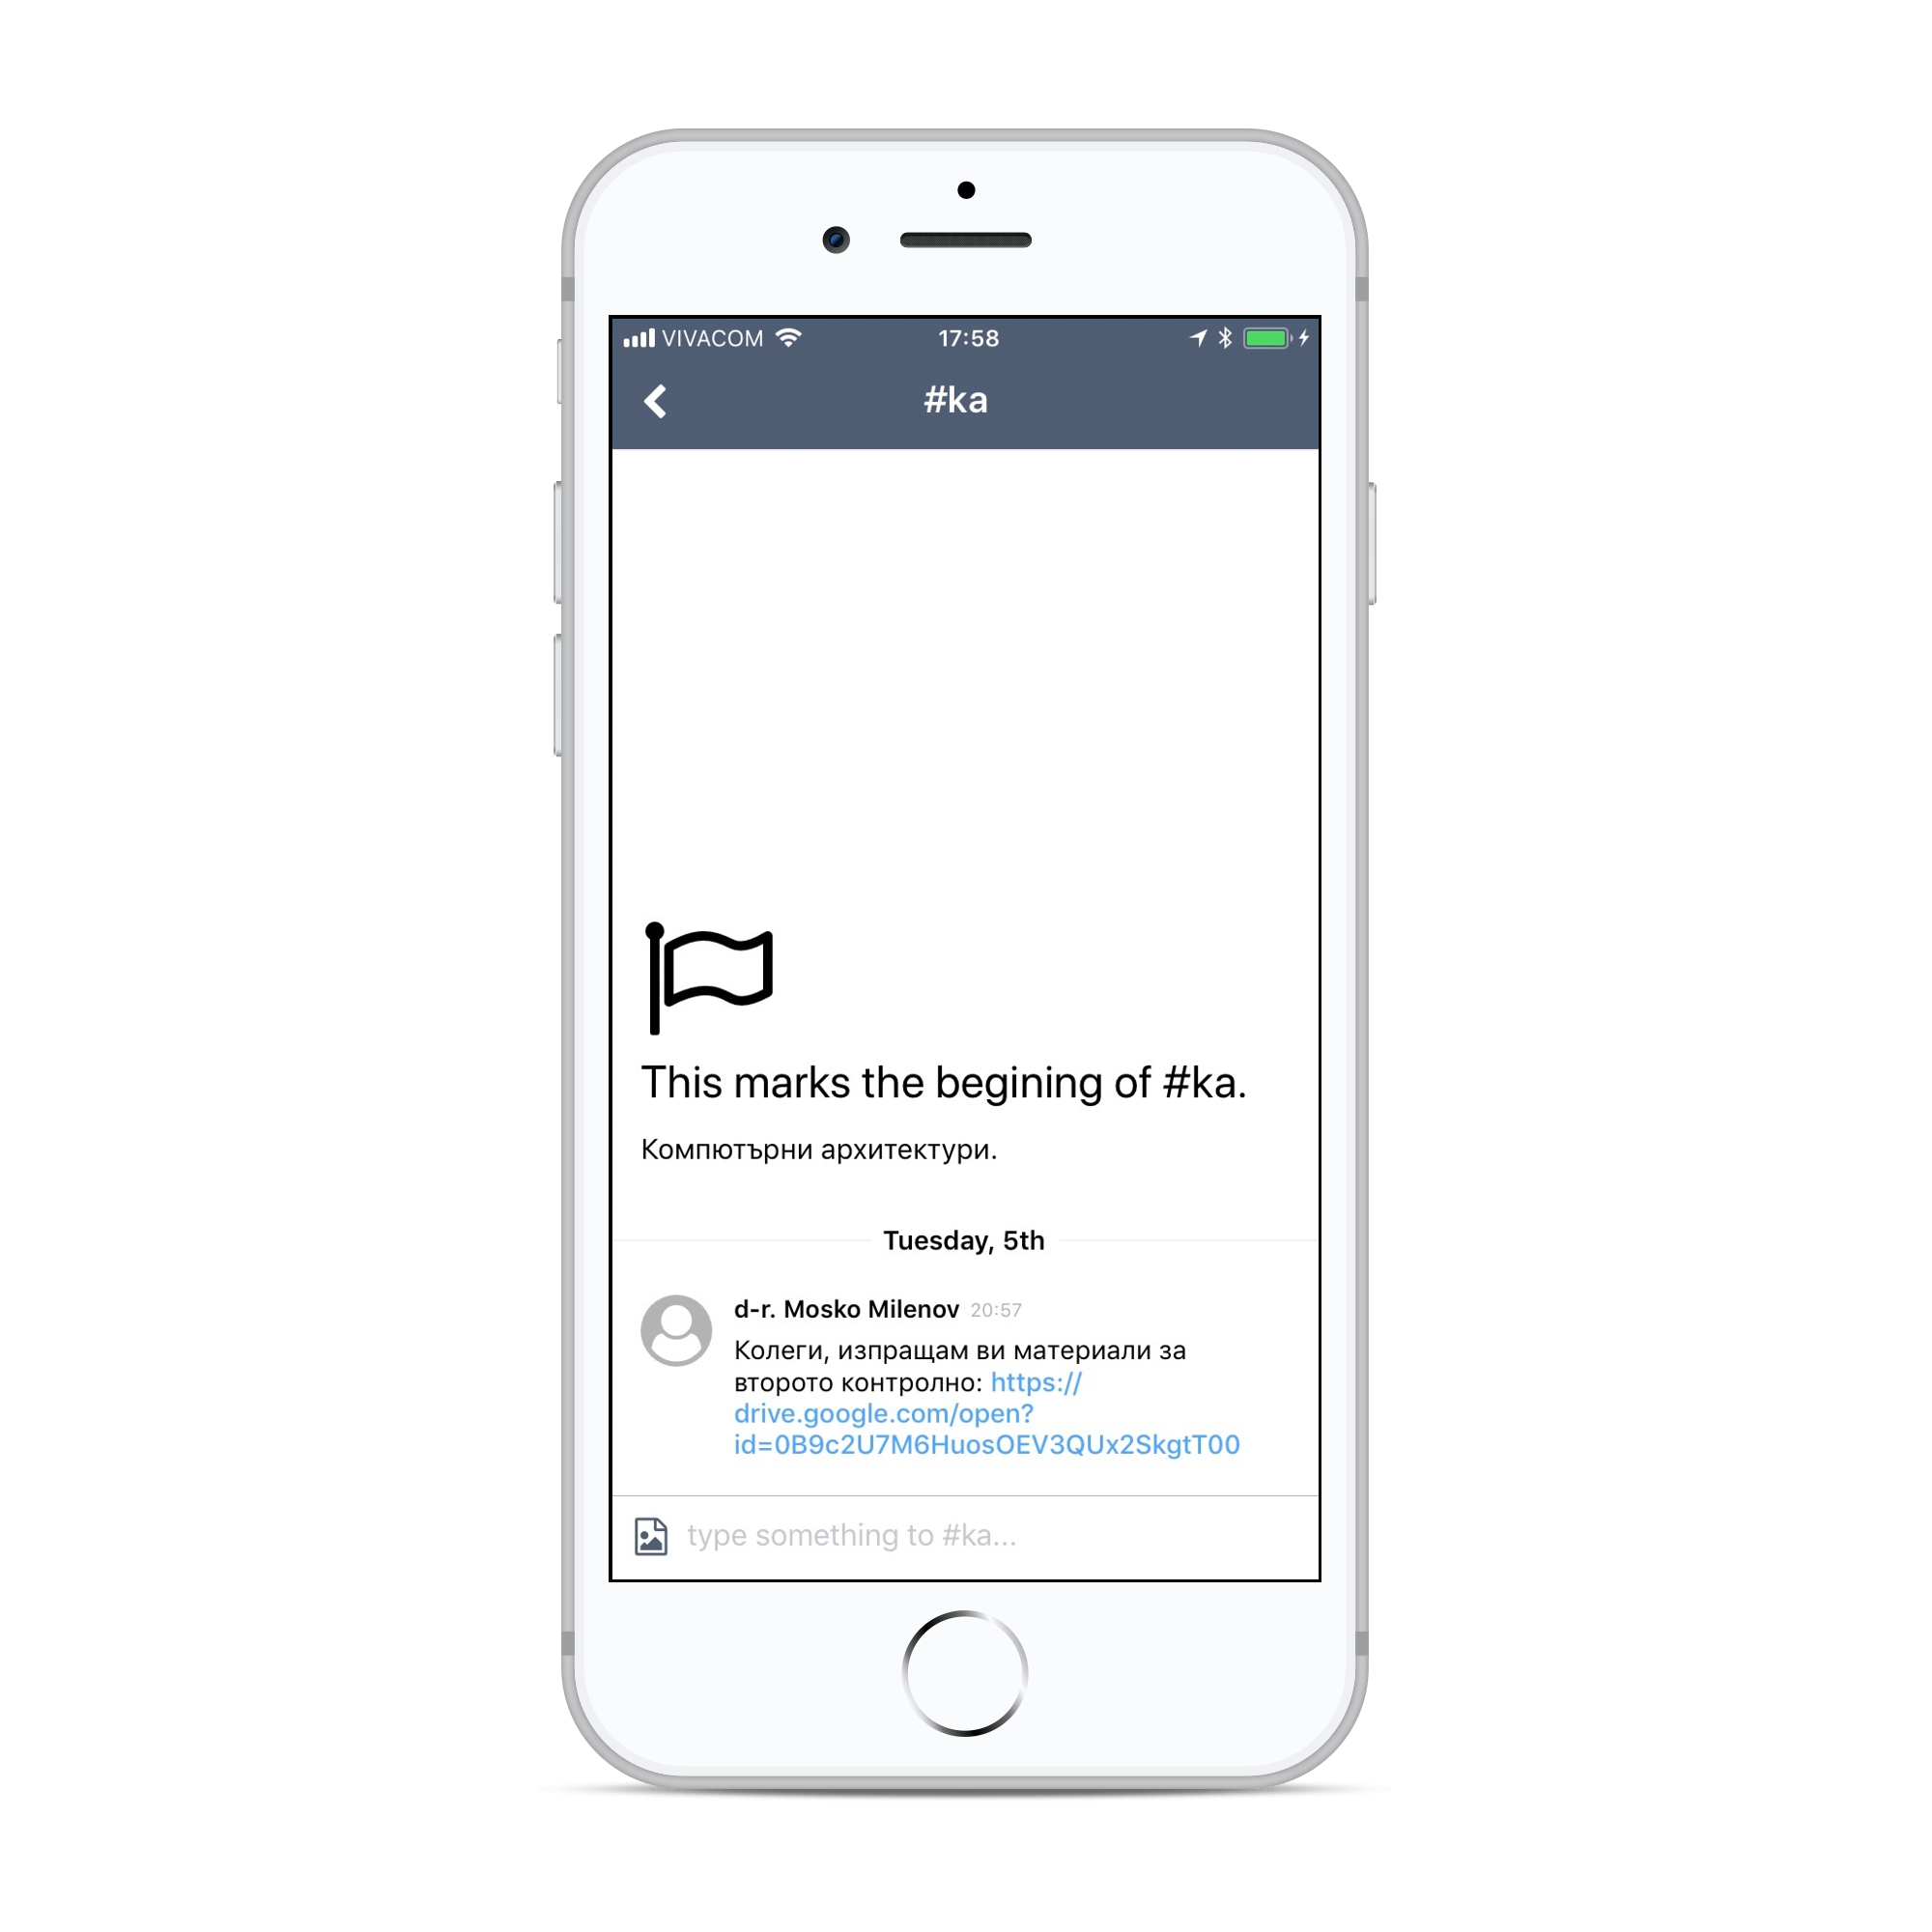 VIVACOM 17:58
#ka
This marks the begining of #ka.
Компютърни архитектури.
Tuesday, 5th
d-r. Mosko Milenov 20:57
Колеги, изпращам ви материали за
второто контролно: https://
drive.google.com/open?
id=0B9c2U7M6HuosOEV3QUx2SkgtT00
type something to #ka...